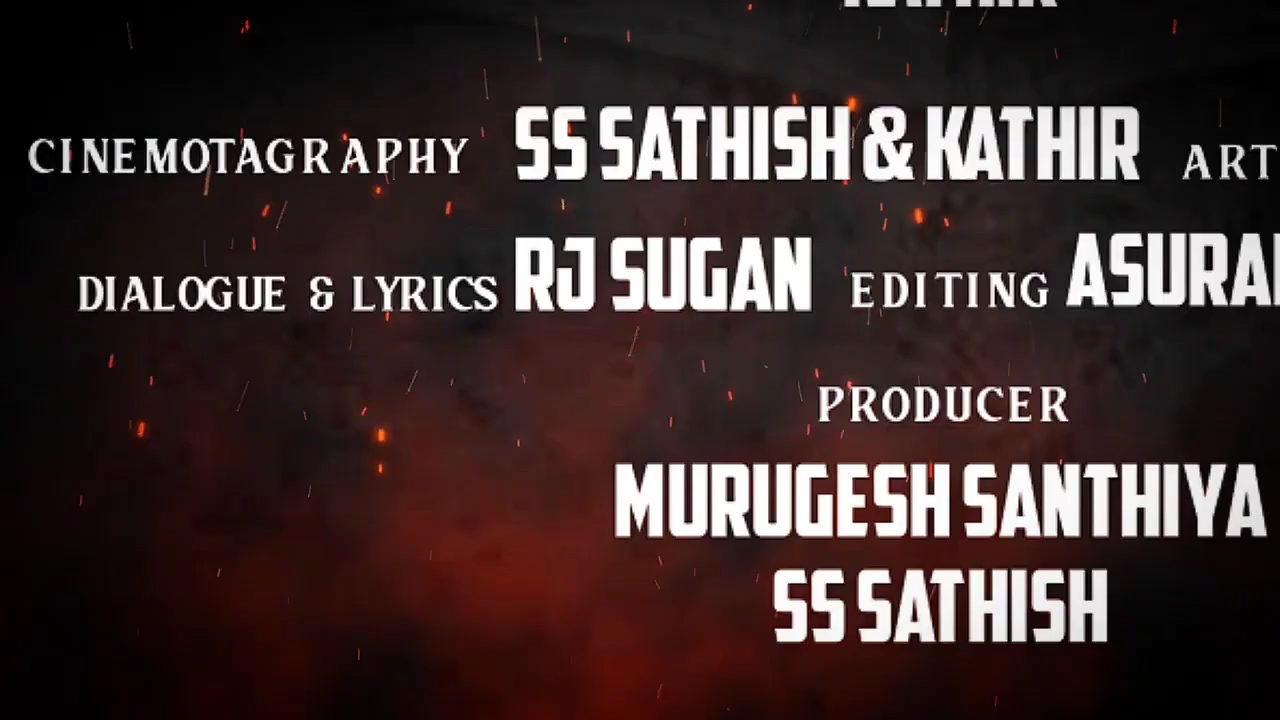 CINEMOTAGRAPHY SS SATHISH & KATHIR ART
DIALOGUE & LYRICS RJ SUGAN EDITING
PRODUCER
MURUGESH SANTHIYA
SS SATHISH